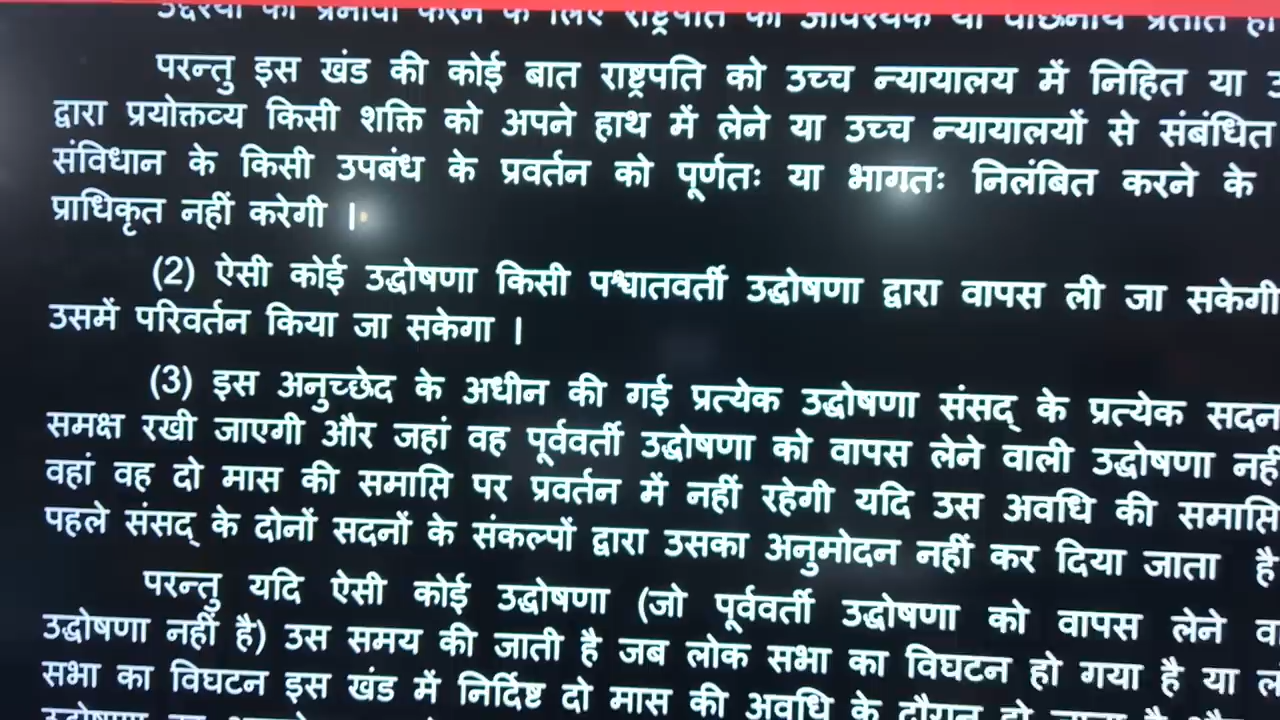 परन्तु इस खंड की कोई बात राष्ट्रपति को उच्च न्यायालय में निहित या
द्वारा प्रयोक्तव्य किसी शक्ति को अपने हाथ में लेने या उच्च न्यायालयों से संबंधित
संविधान के किसी उपबंध के प्रवर्तन को पूर्णतः या भागतः निलंबित करने के
प्राधिकृत नहीं करेगी ।
(2) ऐसी कोई उद्घोषणा किसी पश्चातवर्ती उद्घोषणा द्वारा वापस ली जा सकेगी
उसमें परिवर्तन किया जा सकेगा ।
(3) इस अनुच्छेद के अधीन की गई प्रत्येक उद्घोषणा संसद् के प्रत्येक सदन
समक्ष रखी जाएगी और जहां वह पूर्ववर्ती उद्घोषणा को वापस लेने वाली उद्घोषणा
वहां वह दो मास की समाप्ति पर प्रवर्तन में नहीं रहेगी यदि उस अवधि की समाप्ति
पहले संसद् के दोनों सदनों के संकल्पों द्वारा उसका अनुमोदन नहीं कर दिया जाता है
परन्तु यदि ऐसी कोई उद्घोषणा (जो पूर्ववर्ती उद्घोषणा को वापस लेने
उद्घोषणा नहीं है) उस समय की जाती है जब लोक सभा का विघटन हो गया है या
सभा का विघटन इस खंड में निर्दिष्ट दो मास की अवधि के दौरान